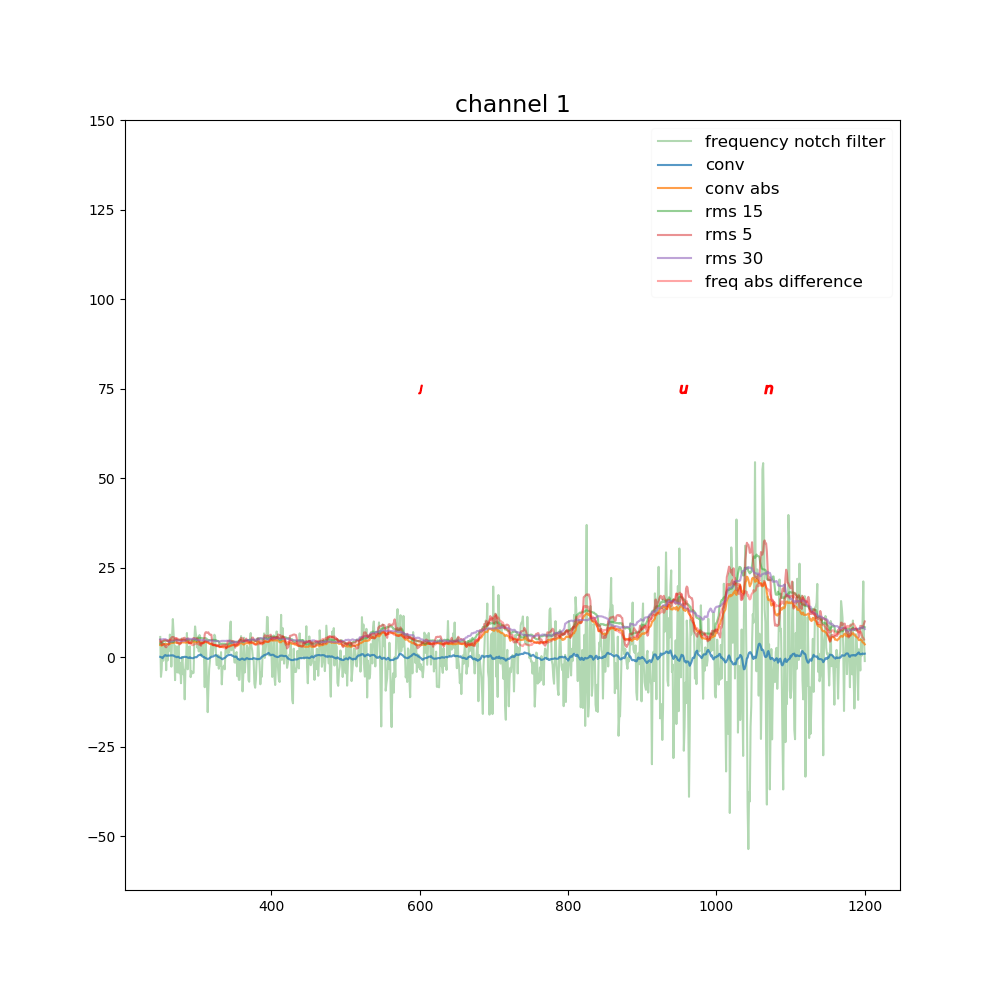 channel 1
150
125
100
75
50
25
0
−25
−50
frequency notch filter
conv
conv abs
rms 15
rms 5
rms 30
freq abs difference
u n
400 600 800 1000 1200